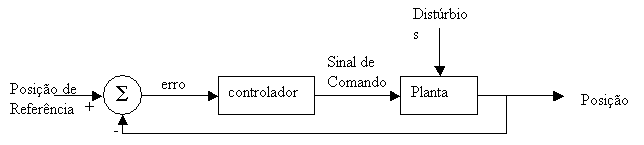 Distúrbio
s
Sinal de
Comando
Posição de
Referência
+
Σ
erro
controlador
Planta
Posição
-